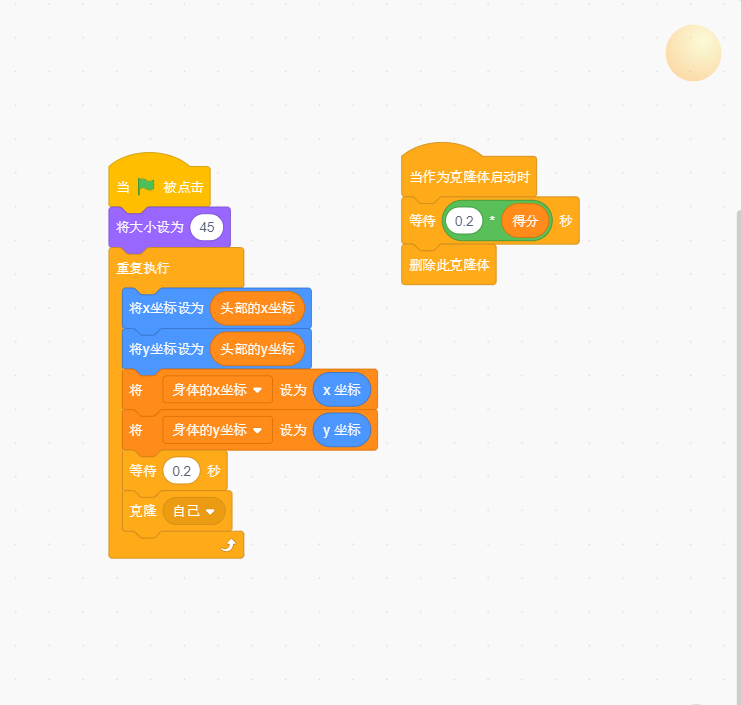 当 被点击
将大小设为 45
重复执行
将x坐标设为 头部的x坐标
将y坐标设为 头部的y坐标
将 身体的x坐标 设为 x 坐标
将 身体的y坐标 设为 y 坐标
等待 0.2 秒
克隆 自己
当作为克隆体启动时
等待 0.2 * 得分 秒
删除此克隆体